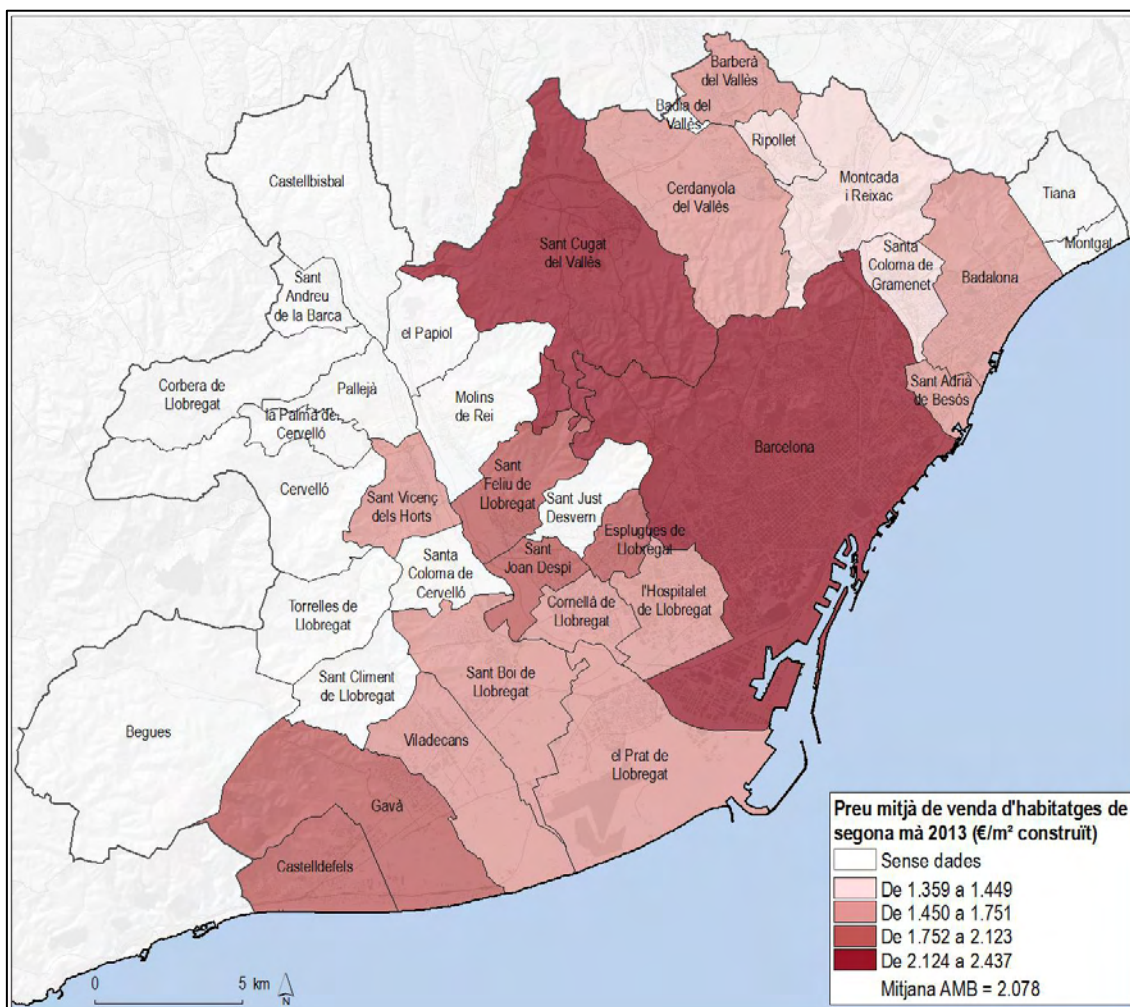 Barberà
del Vallès
Badia del
Vallès
Ripollet
Castellbisbal
Cerdanyola
del Vallès
Montcada
i Reixac
Tiana
Montgat
Sant Cugat
del Vallès
Santa
Coloma de
Gramenet
Badalona
Sant
Andreu
de la Barca
el Papiol
Corbera de
Llobregat
Pallejà
Molins
de Rei
Sant Adrià
de Besòs
la Palma de
Cervelló
Barcelona
Cervelló
Sant Vicenç
dels Horts
Sant
Feliu de
Llobregat
Sant Just
Desvern
Esplugues de
Llobregat
Santa
Coloma de
Cervelló
Sant
Joan Despí
Torrelles de
Llobregat
Cornellà de
Llobregat
l'Hospitalet
de Llobregat
Sant Climent
de Llobregat
Sant Boi de
Llobregat
Begues
Viladecans
el Prat de
Llobregat
Gavà
Castelldefels
Preu mitjà de venda d'habitatges de
segona mà 2013 (€/m² construït)
Sense dades
De 1.359 a 1.449
De 1.450 a 1.751
De 1.752 a 2.123
De 2.124 a 2.437
Mitjana AMB = 2.078
0 5 km
N